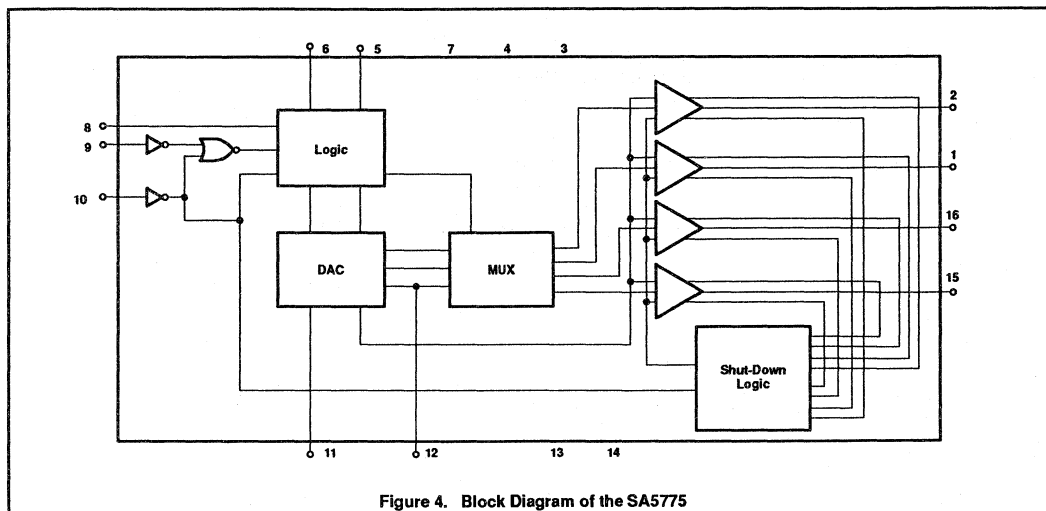 6 5 7 4 3
2
8
9
Logic
1
10
16
DAC
MUX
15
Shut-Down
Logic
11 12 13 14
Figure 4. Block Diagram of the SA5775